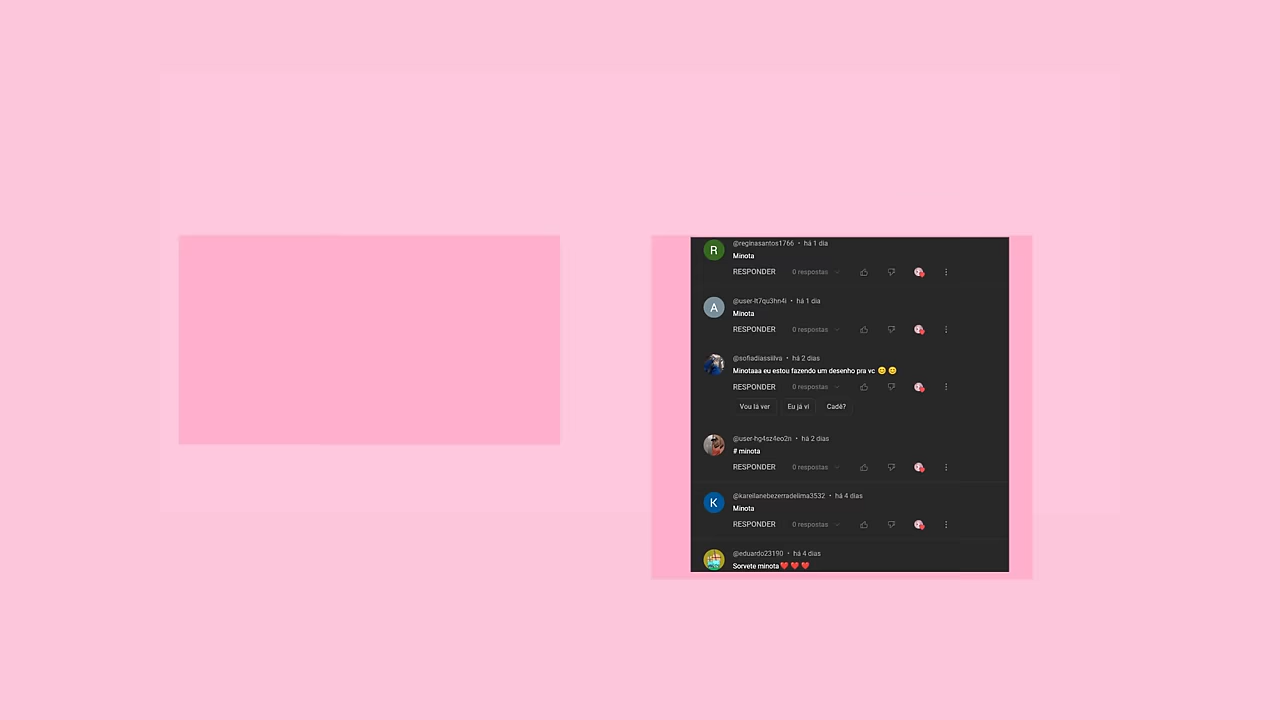 @reginasantos1766 • há 1 dia
Minota
RESPONDER 0 respostas
@user-lt7qu3hn4i • há 1 dia
Minota
RESPONDER 0 respostas
@sofiadiassiilva • há 2 dias
Minotaaa eu estou fazendo um desenho pra vc 😊😊
RESPONDER 0 respostas
Vou lá ver Eu já vi Cadê?
@user-hg4sz4eo2n • há 2 dias
# minota
RESPONDER 0 respostas
@kareilanebezerradelima3532 • há 4 dias
Minota
RESPONDER 0 respostas
@eduardo23190 • há 4 dias
Sorvete minota❤️❤️❤️